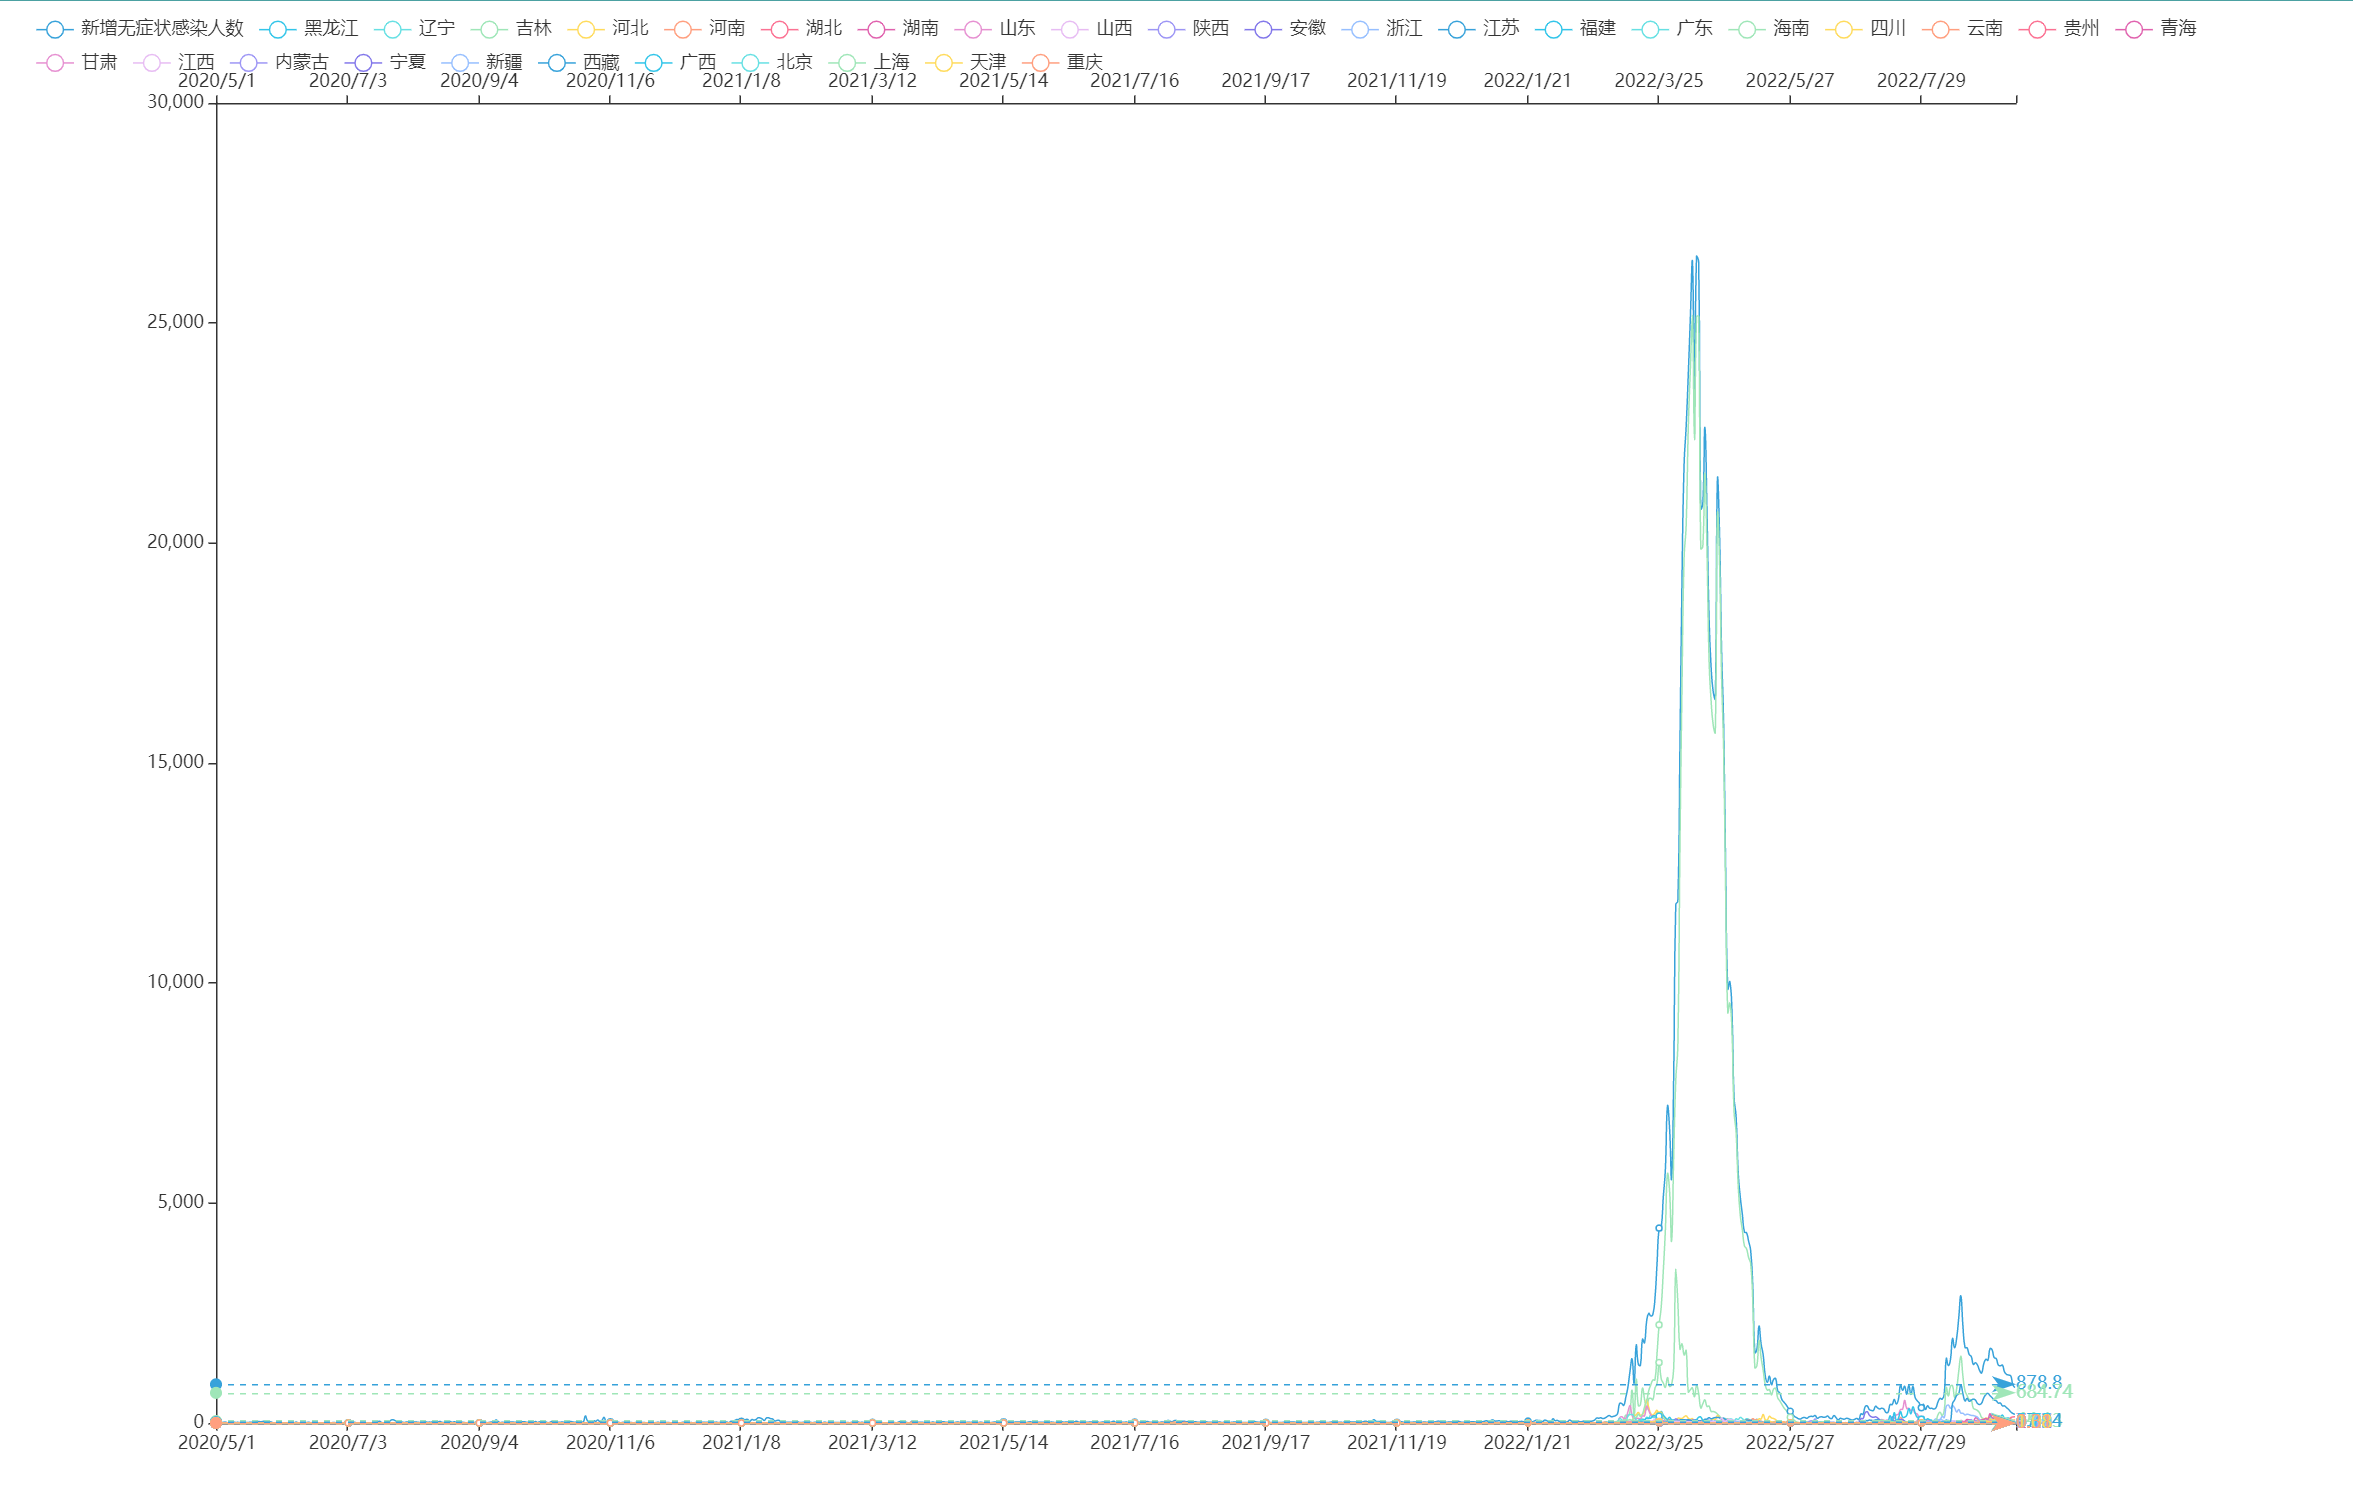 新增无症状感染人数 黑龙江 辽宁 吉林 河北 河南 湖北 湖南 山东 山西 陕西 安徽 浙江 江苏 福建 广东 海南 四川 云南 贵州 青海
甘肃 江西 内蒙古 宁夏 新疆 西藏 广西 北京 上海 天津 重庆
2020/5/1 2020/7/3 2020/9/4 2020/11/6 2021/1/8 2021/3/12 2021/5/14 2021/7/16 2021/9/17 2021/11/19 2022/1/21 2022/3/25 2022/5/27 2022/7/29
30,000
25,000
20,000
15,000
10,000
5,000
878.8
684.74
0
2020/5/1 2020/7/3 2020/9/4 2020/11/6 2021/1/8 2021/3/12 2021/5/14 2021/7/16 2021/9/17 2021/11/19 2022/1/21 2022/3/25 2022/5/27 2022/7/29